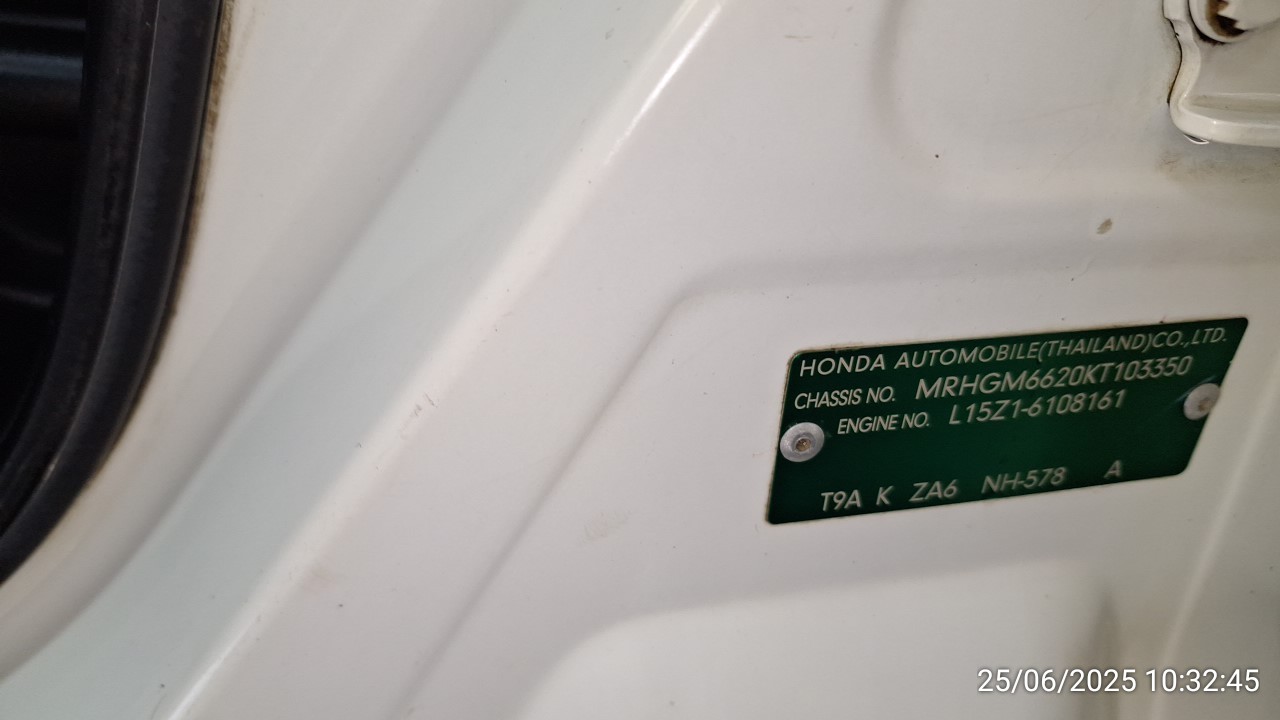 HONDA AUTOMOBILE(THAILAND)CO.,LTD.
CHASSIS NO. MRHGM6620KT103350
ENGINE NO. L15Z1-6108161
T9A K ZA6 NH-578 A
25/06/2025 10:32:45